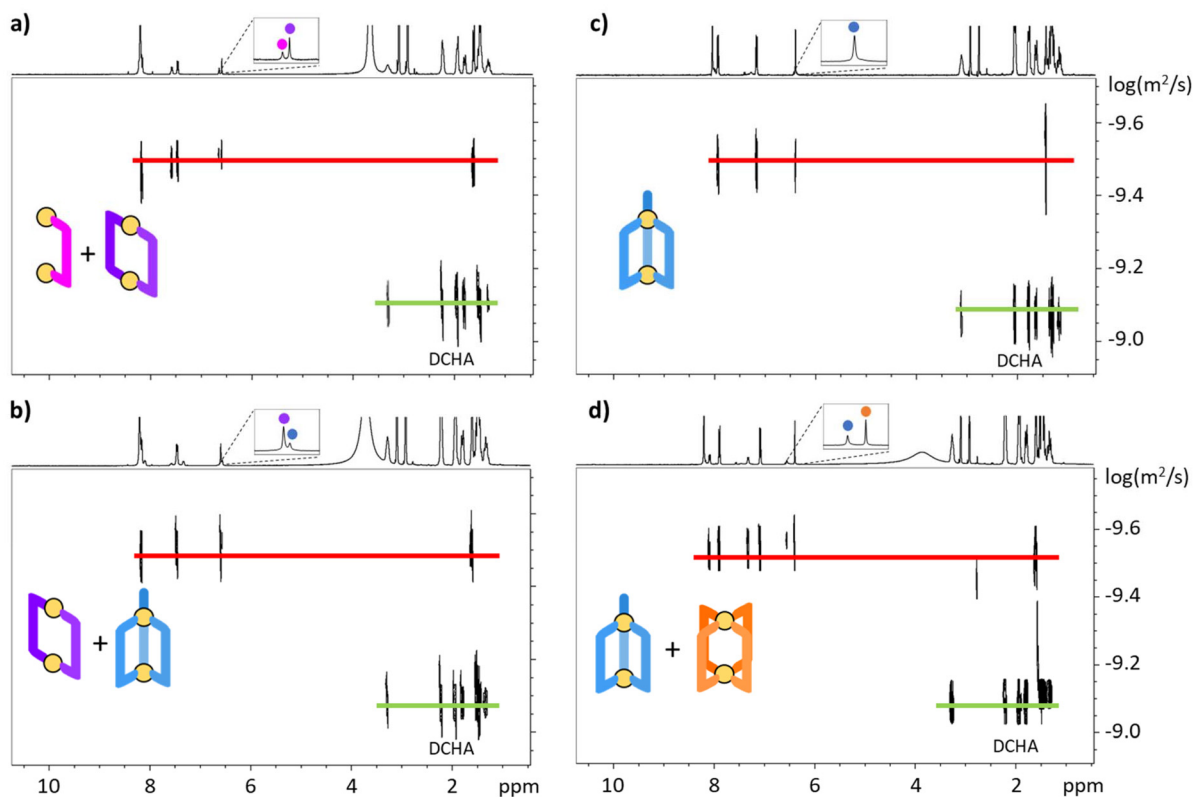 a)
c)
log(m²/s)
-9.6
-9.4
-9.2
-9.0
+
DCHA
DCHA
b)
d)
log(m²/s)
-9.6
-9.4
-9.2
-9.0
+
+
DCHA
DCHA
10 8 6 4 2 ppm
10 8 6 4 2 ppm